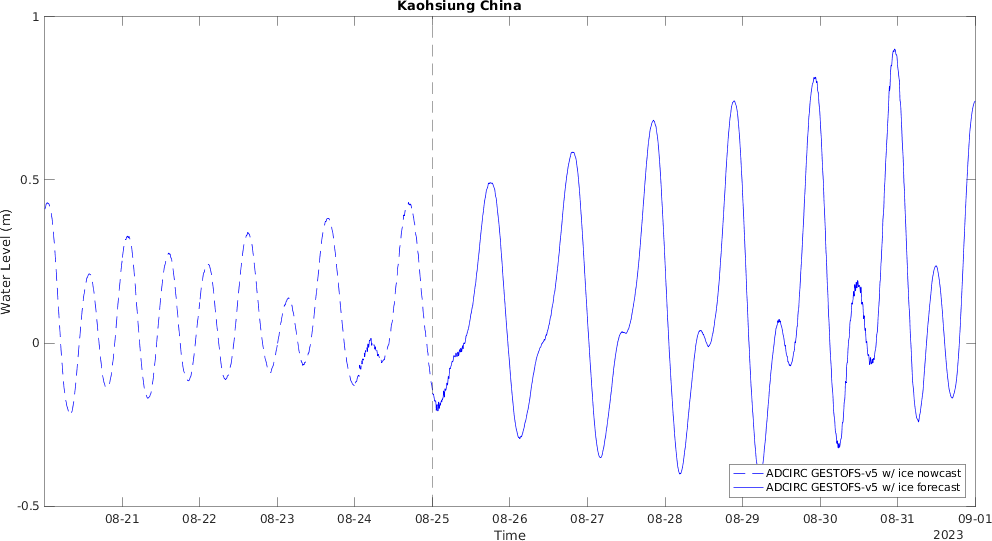 Kaohsiung China
1
0.5
0
-0.5
Water Level (m)
ADCIRC GESTOFS-v5 w/ ice nowcast
ADCIRC GESTOFS-v5 w/ ice forecast
08-21 08-22 08-23 08-24 08-25 08-26 08-27 08-28 08-29 08-30 08-31 09-01
Time
2023